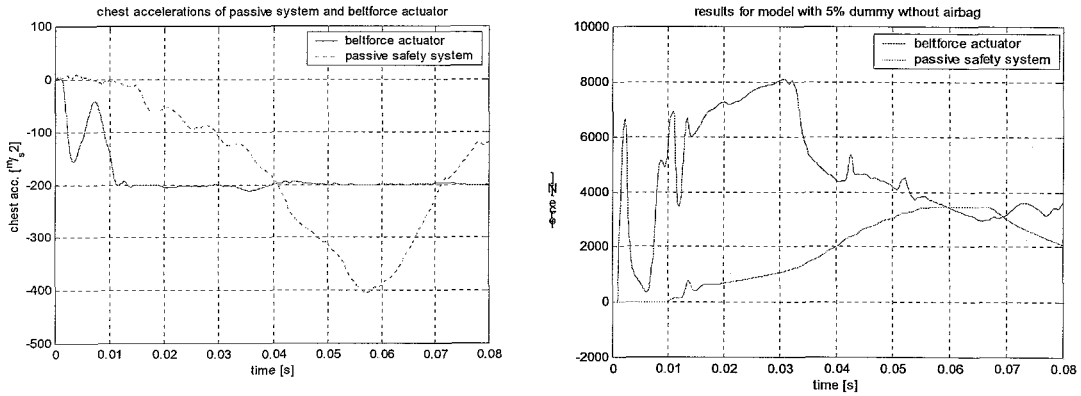 chest accelerations of passive system and beltforce actuator
100
0
-100
-200
-300
-400
-500
chest acc. [m/s2]
beltforce actuator
passive safety system
0 0.01 0.02 0.03 0.04 0.05 0.06 0.07 0.08
time [s]
results for model with 5% dummy without airbag
10000
8000
6000
4000
2000
0
-2000
beltforce actuator
passive safety system
0 0.01 0.02 0.03 0.04 0.05 0.06 0.07 0.08
time [s]